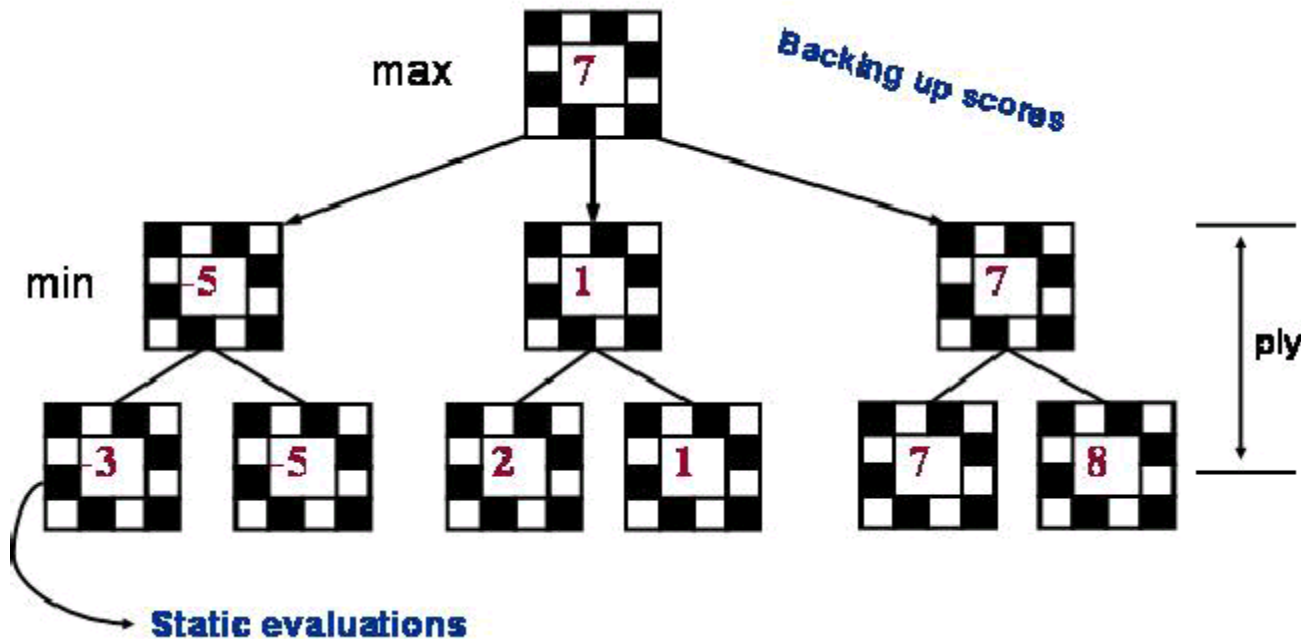 max
7
Backing up scores
min
-5
1
7
ply
-3
-5
2
1
7
8
Static evaluations